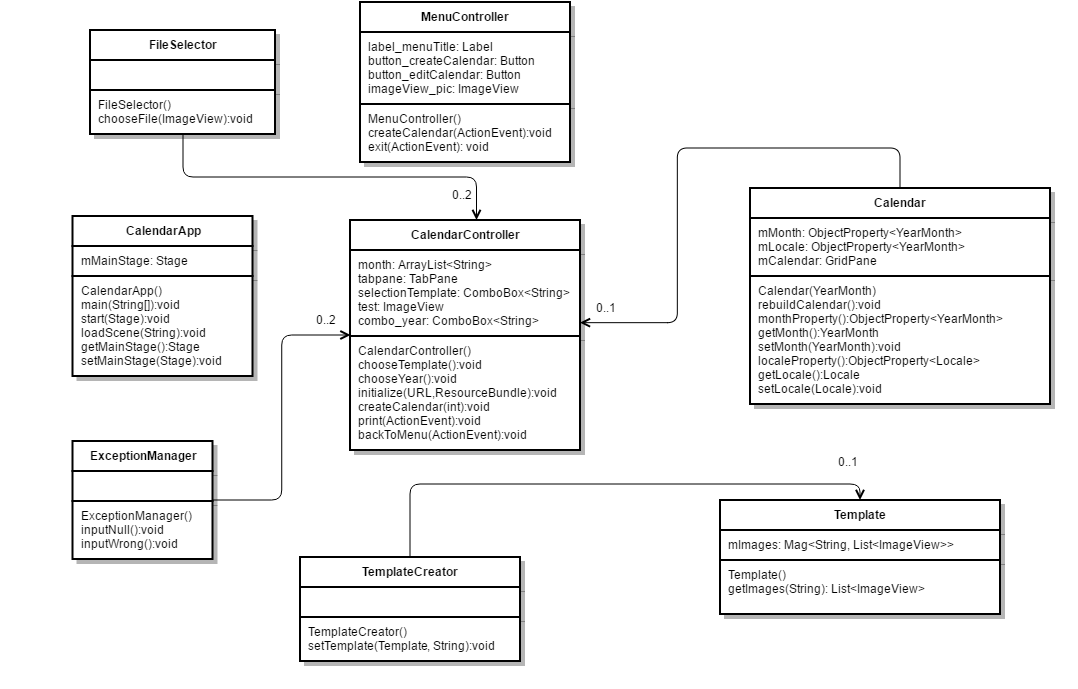 MenuController
label_menuTitle: Label
button_createCalendar: Button
button_editCalendar: Button
imageView_pic: ImageView
MenuController()
createCalendar(ActionEvent):void
exit(ActionEvent): void
FileSelector
FileSelector()
chooseFile(ImageView):void
0..2
CalendarApp
mMainStage: Stage
CalendarApp()
main(String[]):void
start(Stage):void
loadScene(String):void
getMainStage():Stage
setMainStage(Stage):void
0..2
CalendarController
month: ArrayList<String>
tabpane: TabPane
selectionTemplate: ComboBox<String>
test: ImageView
combo_year: ComboBox<String>
CalendarController()
chooseTemplate():void
chooseYear():void
initialize(URL,ResourceBundle):void
createCalendar(int):void
print(ActionEvent):void
backToMenu(ActionEvent):void
0..1
Calendar
mMonth: ObjectProperty<YearMonth>
mLocale: ObjectProperty<YearMonth>
mCalendar: GridPane
Calendar(YearMonth)
rebuildCalendar():void
monthProperty():ObjectProperty<YearMonth>
getMonth():YearMonth
setMonth(YearMonth):void
localeProperty():ObjectProperty<Locale>
getLocale():Locale
setLocale(Locale):void
ExceptionManager
ExceptionManager()
inputNull():void
inputWrong():void
0..1
TemplateCreator
TemplateCreator()
setTemplate(Template, String):void
Template
mImages: Mag<String, List<ImageView>>
Template()
getImages(String): List<ImageView>